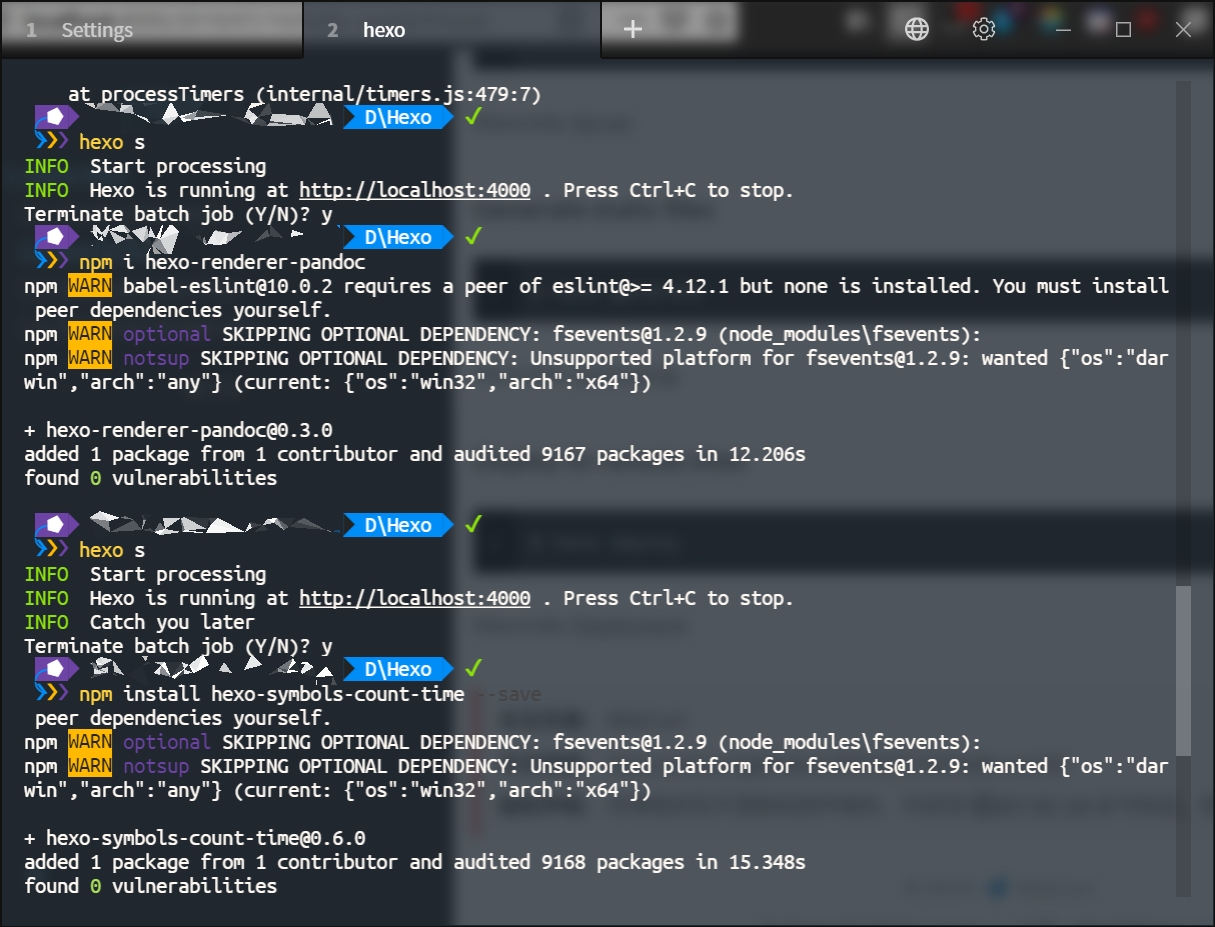 1 Settings
2 hexo
at processTimers (internal/timers.js:479:7)
D\Hexo ✓
hexo s
INFO Start processing
INFO Hexo is running at http://localhost:4000 . Press Ctrl+C to stop.
Terminate batch job (Y/N)? y
D\Hexo ✓
npm i hexo-renderer-pandoc
npm WARN babel-eslint@10.0.2 requires a peer of eslint@>= 4.12.1 but none is installed. You must install
peer dependencies yourself.
npm WARN optional SKIPPING OPTIONAL DEPENDENCY: fsevents@1.2.9 (node_modules\fsevents):
npm WARN notsup SKIPPING OPTIONAL DEPENDENCY: Unsupported platform for fsevents@1.2.9: wanted {"os":"dar
win","arch":"any"} (current: {"os":"win32","arch":"x64"})
+ hexo-renderer-pandoc@0.3.0
added 1 package from 1 contributor and audited 9167 packages in 12.206s
found 0 vulnerabilities
D\Hexo ✓
hexo s
INFO Start processing
INFO Hexo is running at http://localhost:4000 . Press Ctrl+C to stop.
INFO Catch you later
Terminate batch job (Y/N)? y
D\Hexo ✓
npm install hexo-symbols-count-time --save
peer dependencies yourself.
npm WARN optional SKIPPING OPTIONAL DEPENDENCY: fsevents@1.2.9 (node_modules\fsevents):
npm WARN notsup SKIPPING OPTIONAL DEPENDENCY: Unsupported platform for fsevents@1.2.9: wanted {"os":"dar
win","arch":"any"} (current: {"os":"win32","arch":"x64"})
+ hexo-symbols-count-time@0.6.0
added 1 package from 1 contributor and audited 9168 packages in 15.348s
found 0 vulnerabilities